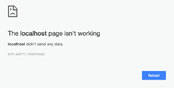 The localhost page isn't working
localhost didn't send any data.
ERR_EMPTY_RESPONSE
Reload